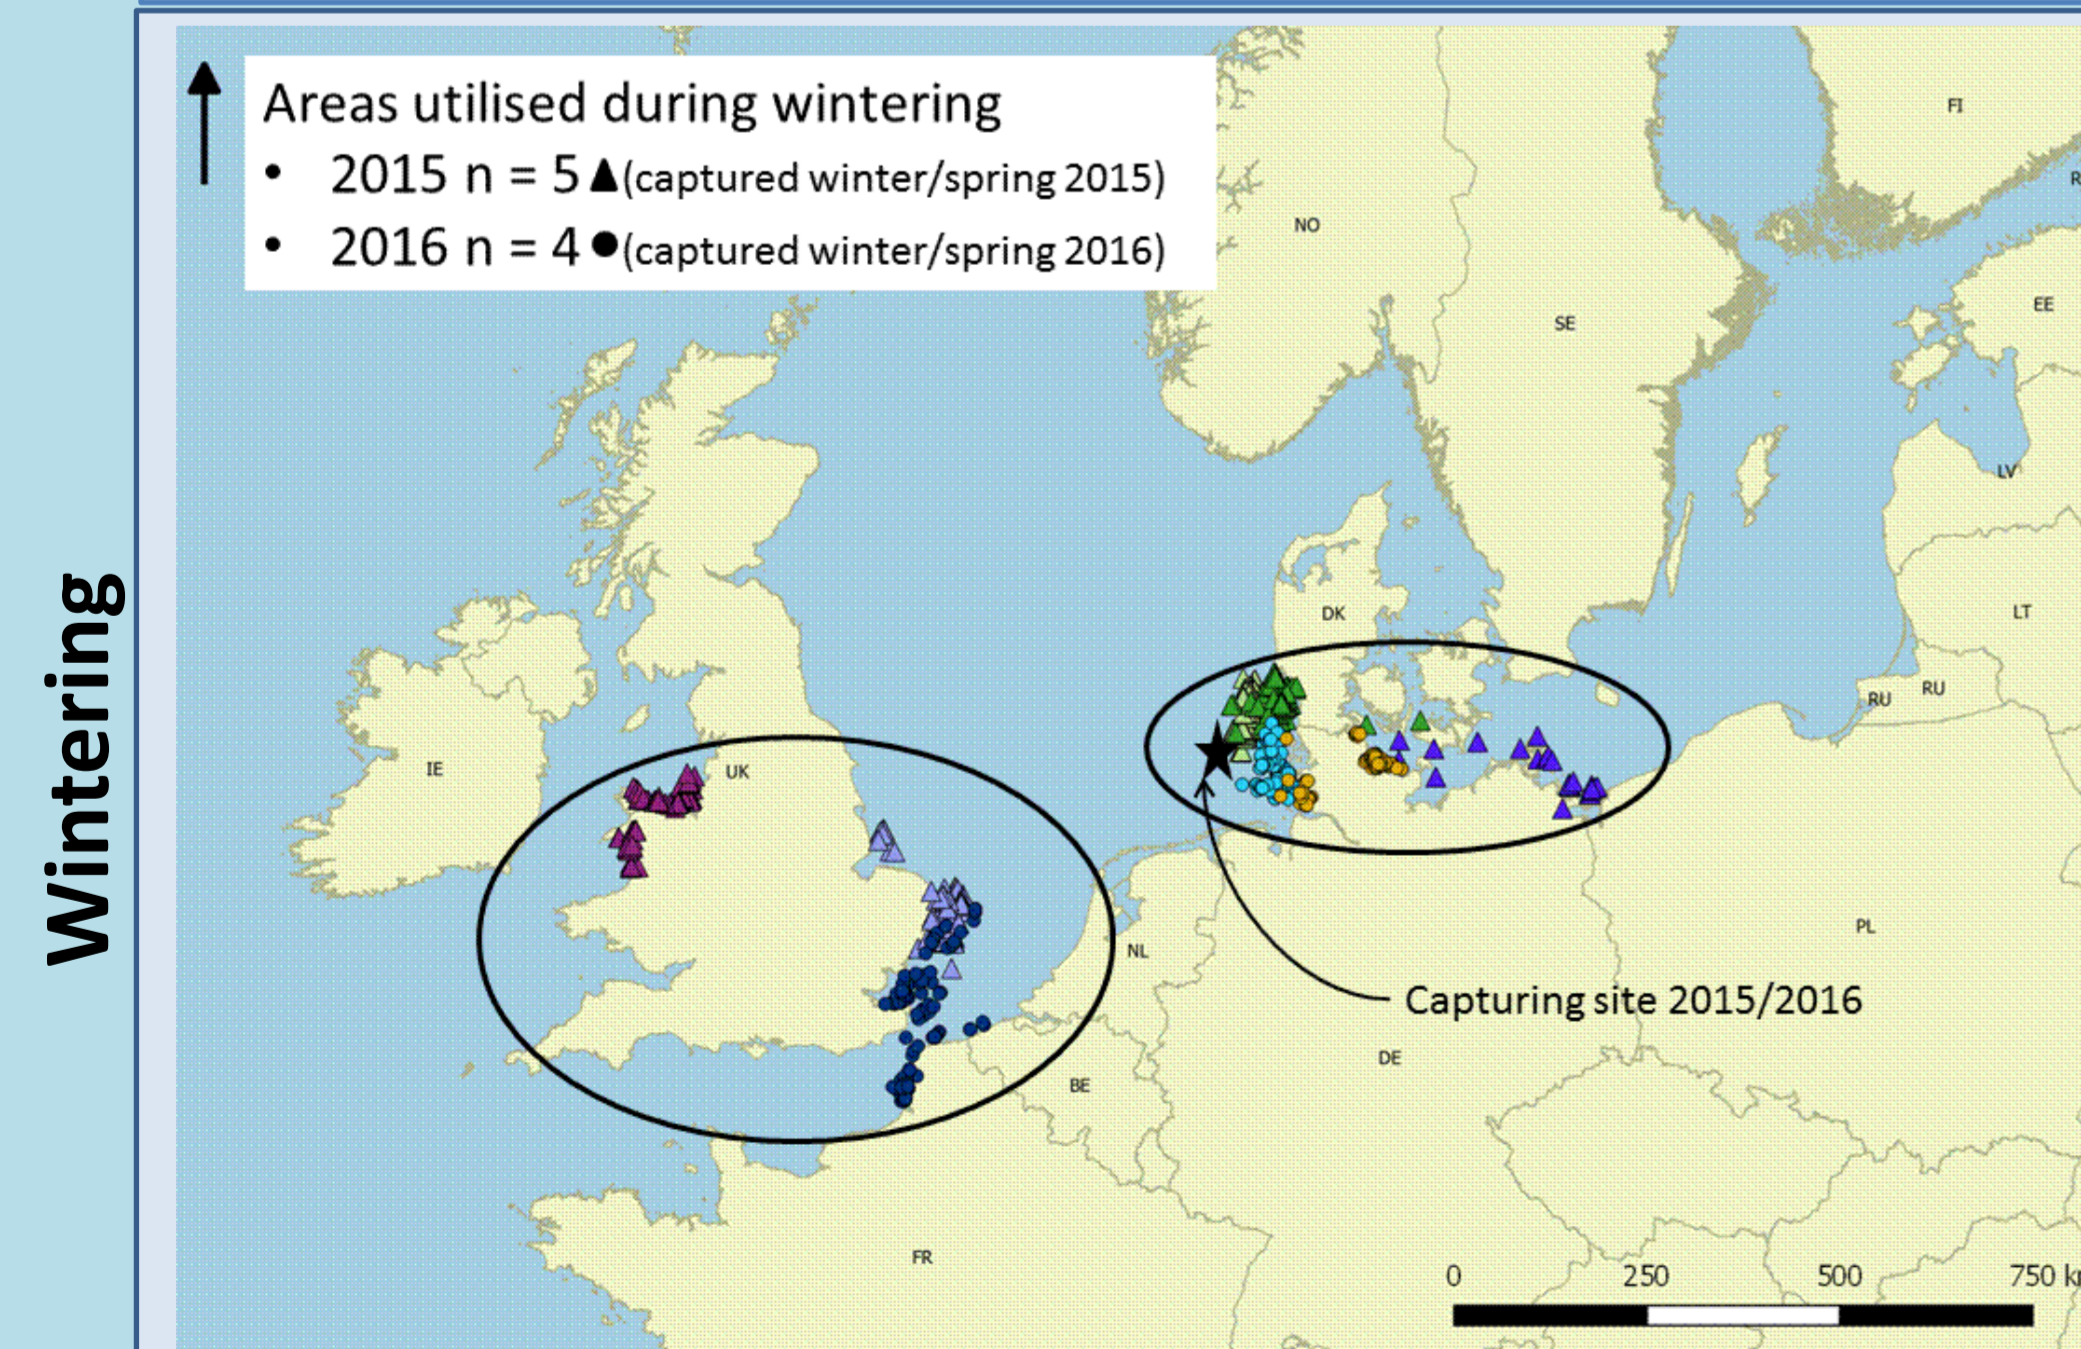 Wintering
Areas utilised during wintering
• 2015 n = 5 ▲(captured winter/spring 2015)
• 2016 n = 4 ●(captured winter/spring 2016)
FI
R
NO
EE
SE
LV
DK
LT
RU
RU
IE
UK
PL
NL
Capturing site 2015/2016
DE
BE
FR
0 250 500 750 k